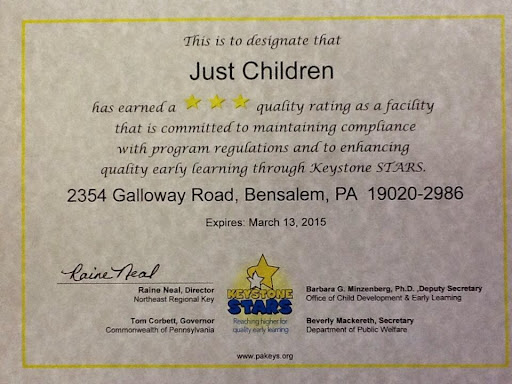 This is to designate that
Just Children
has earned a quality rating as a facility
that is committed to maintaining compliance
with program regulations and to enhancing
quality early learning through Keystone STARS.
2354 Galloway Road, Bensalem, PA 19020-2986
Expires: March 13, 2015
Raine Neal
Raine Neal, Director
Northeast Regional Key
Tom Corbett, Governor
Commonwealth of Pennsylvania
KEYSTONE
STARS
Reaching higher for
quality early learning
Barbara G. Minzenberg, Ph.D. ,Deputy Secretary
Office of Child Development & Early Learning
Beverly Mackereth, Secretary
Department of Public Welfare
www.pakeys.org